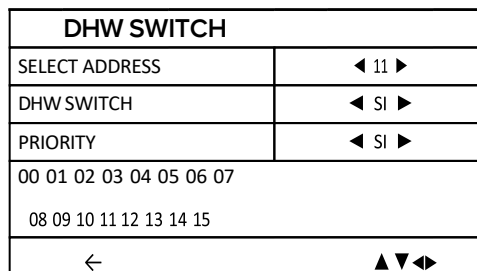 DHW SWITCH
SELECT ADDRESS ◀ 11 ▶
DHW SWITCH ◀ SI ▶
PRIORITY ◀ SI ▶
00 01 02 03 04 05 06 07
08 09 10 11 12 13 14 15
← ▲ ▼ ◀▶